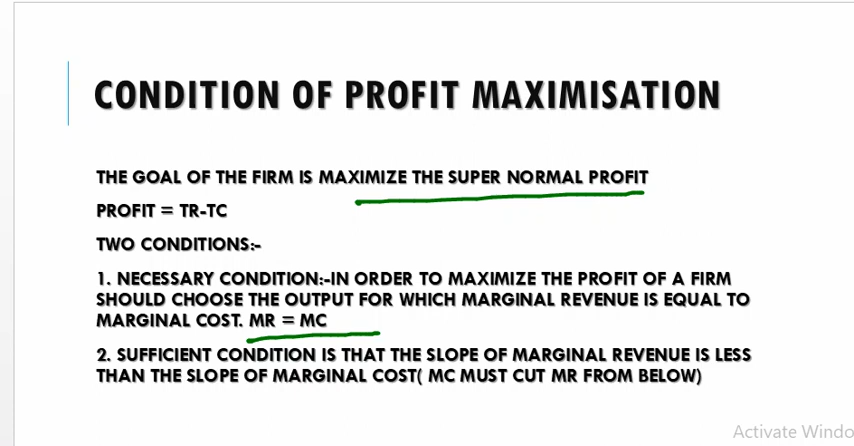 CONDITION OF PROFIT MAXIMISATION
THE GOAL OF THE FIRM IS MAXIMIZE THE SUPER NORMAL PROFIT
PROFIT = TR-TC
TWO CONDITIONS:-
1. NECESSARY CONDITION:-IN ORDER TO MAXIMIZE THE PROFIT OF A FIRM
SHOULD CHOOSE THE OUTPUT FOR WHICH MARGINAL REVENUE IS EQUAL TO
MARGINAL COST. MR = MC
2. SUFFICIENT CONDITION IS THAT THE SLOPE OF MARGINAL REVENUE IS LESS
THAN THE SLOPE OF MARGINAL COST( MC MUST CUT MR FROM BELOW)
Activate Windo